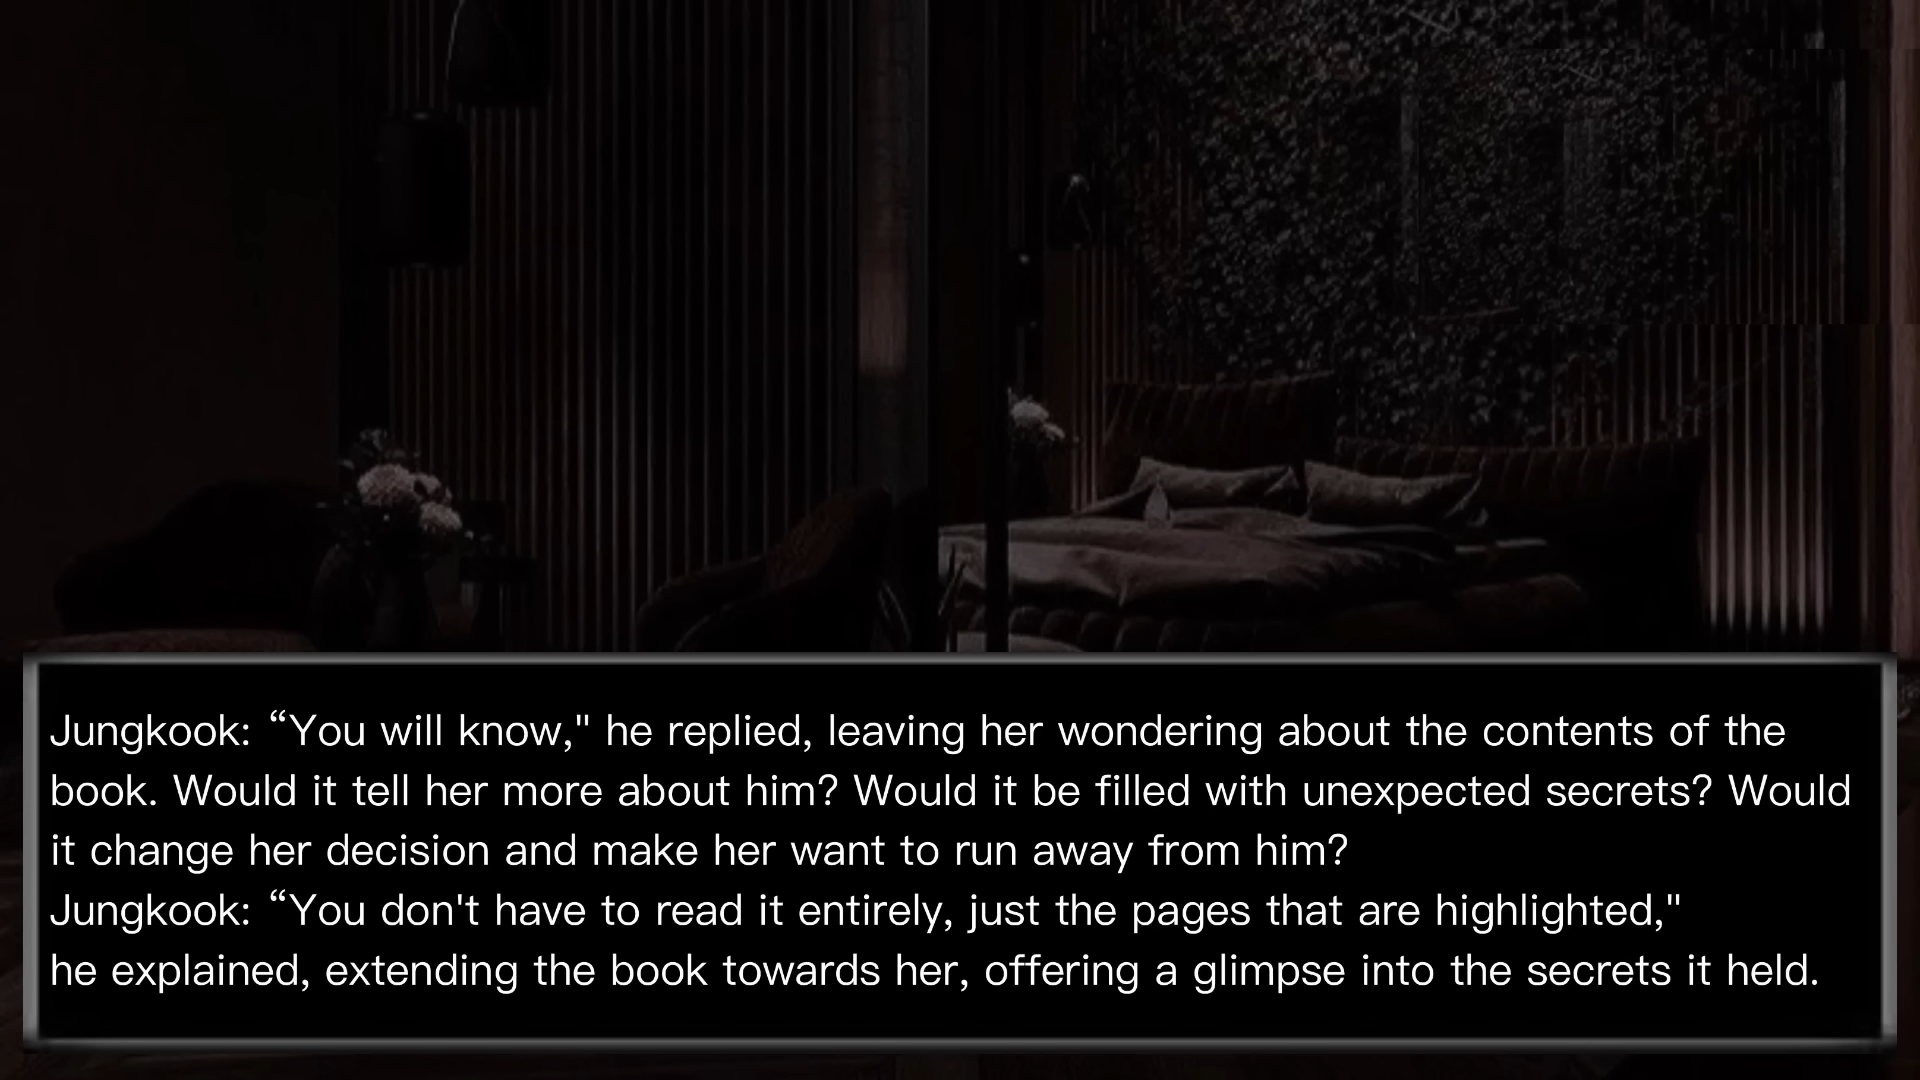 Jungkook: “You will know," he replied, leaving her wondering about the contents of the
book. Would it tell her more about him? Would it be filled with unexpected secrets? Would
it change her decision and make her want to run away from him?
Jungkook: “You don't have to read it entirely, just the pages that are highlighted,"
he explained, extending the book towards her, offering a glimpse into the secrets it held.